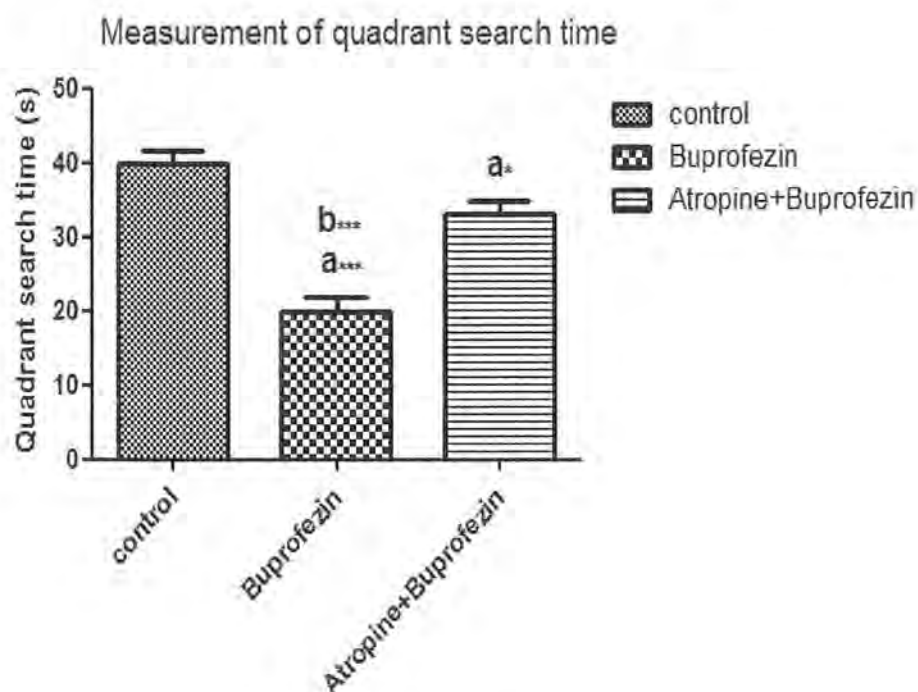 Measurement of quadrant search time
Quadrant search time (s)
50
40
30
20
10
0
b***
a***
a*
control
Buprofezin
Atropine+Buprofezin
control
Buprofezin
Atropine+Buprofezin